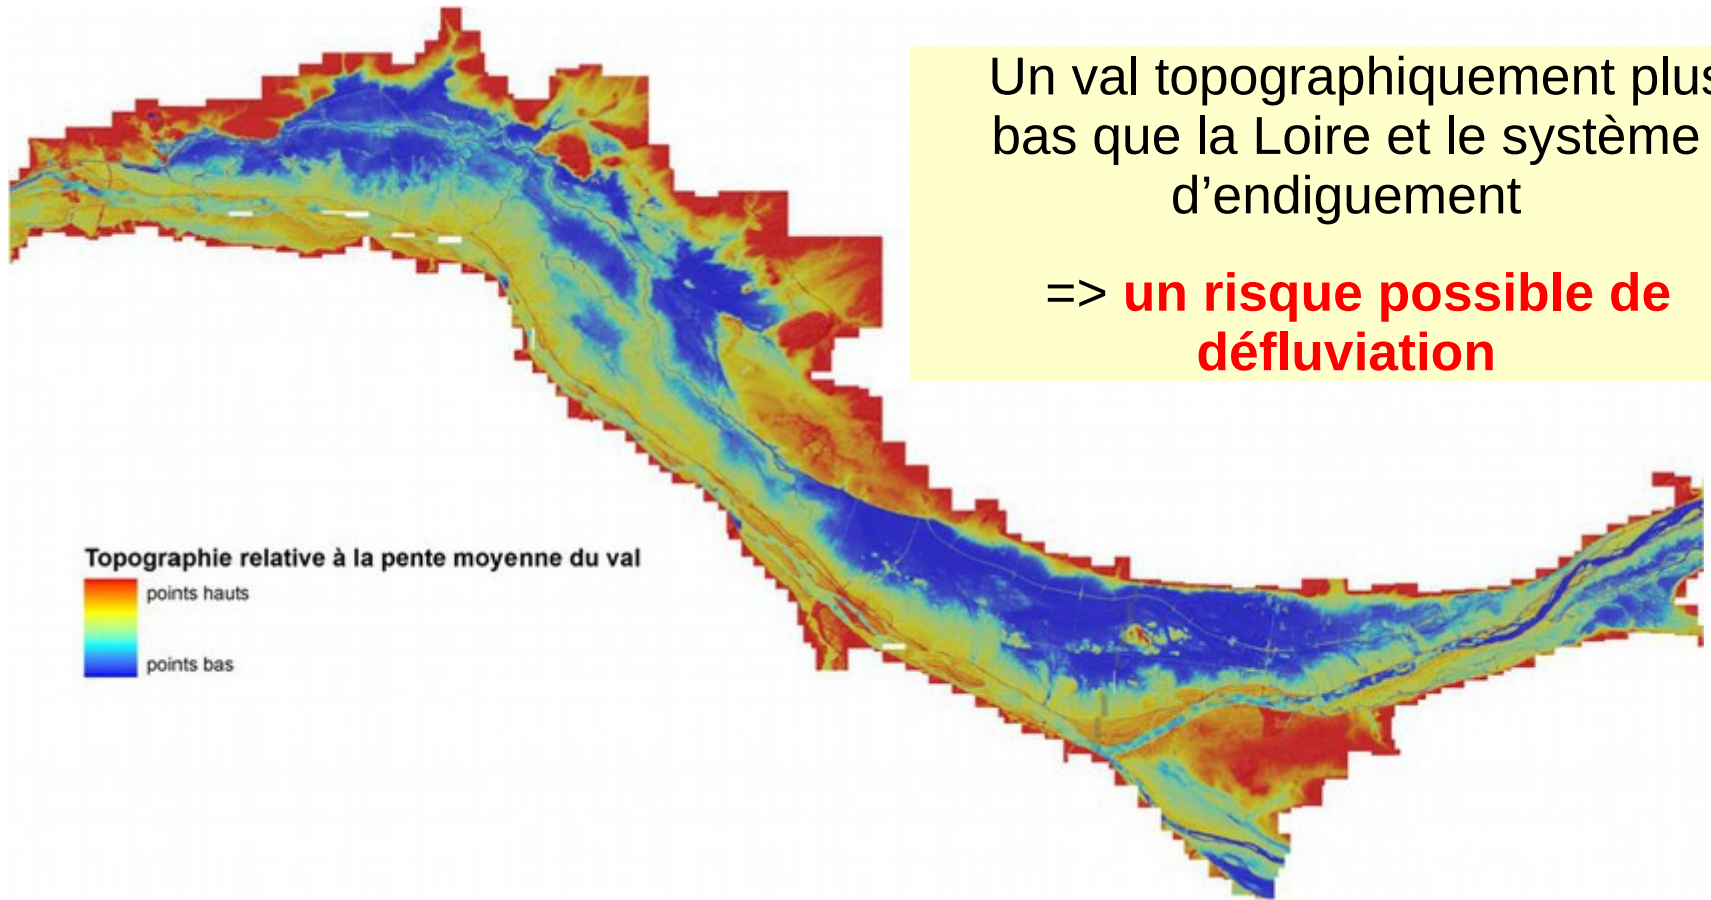 Un val topographiquement plus
bas que la Loire et le système
d’endiguement
=> un risque possible de
défluviation
Topographie relative à la pente moyenne du val
points hauts
points bas